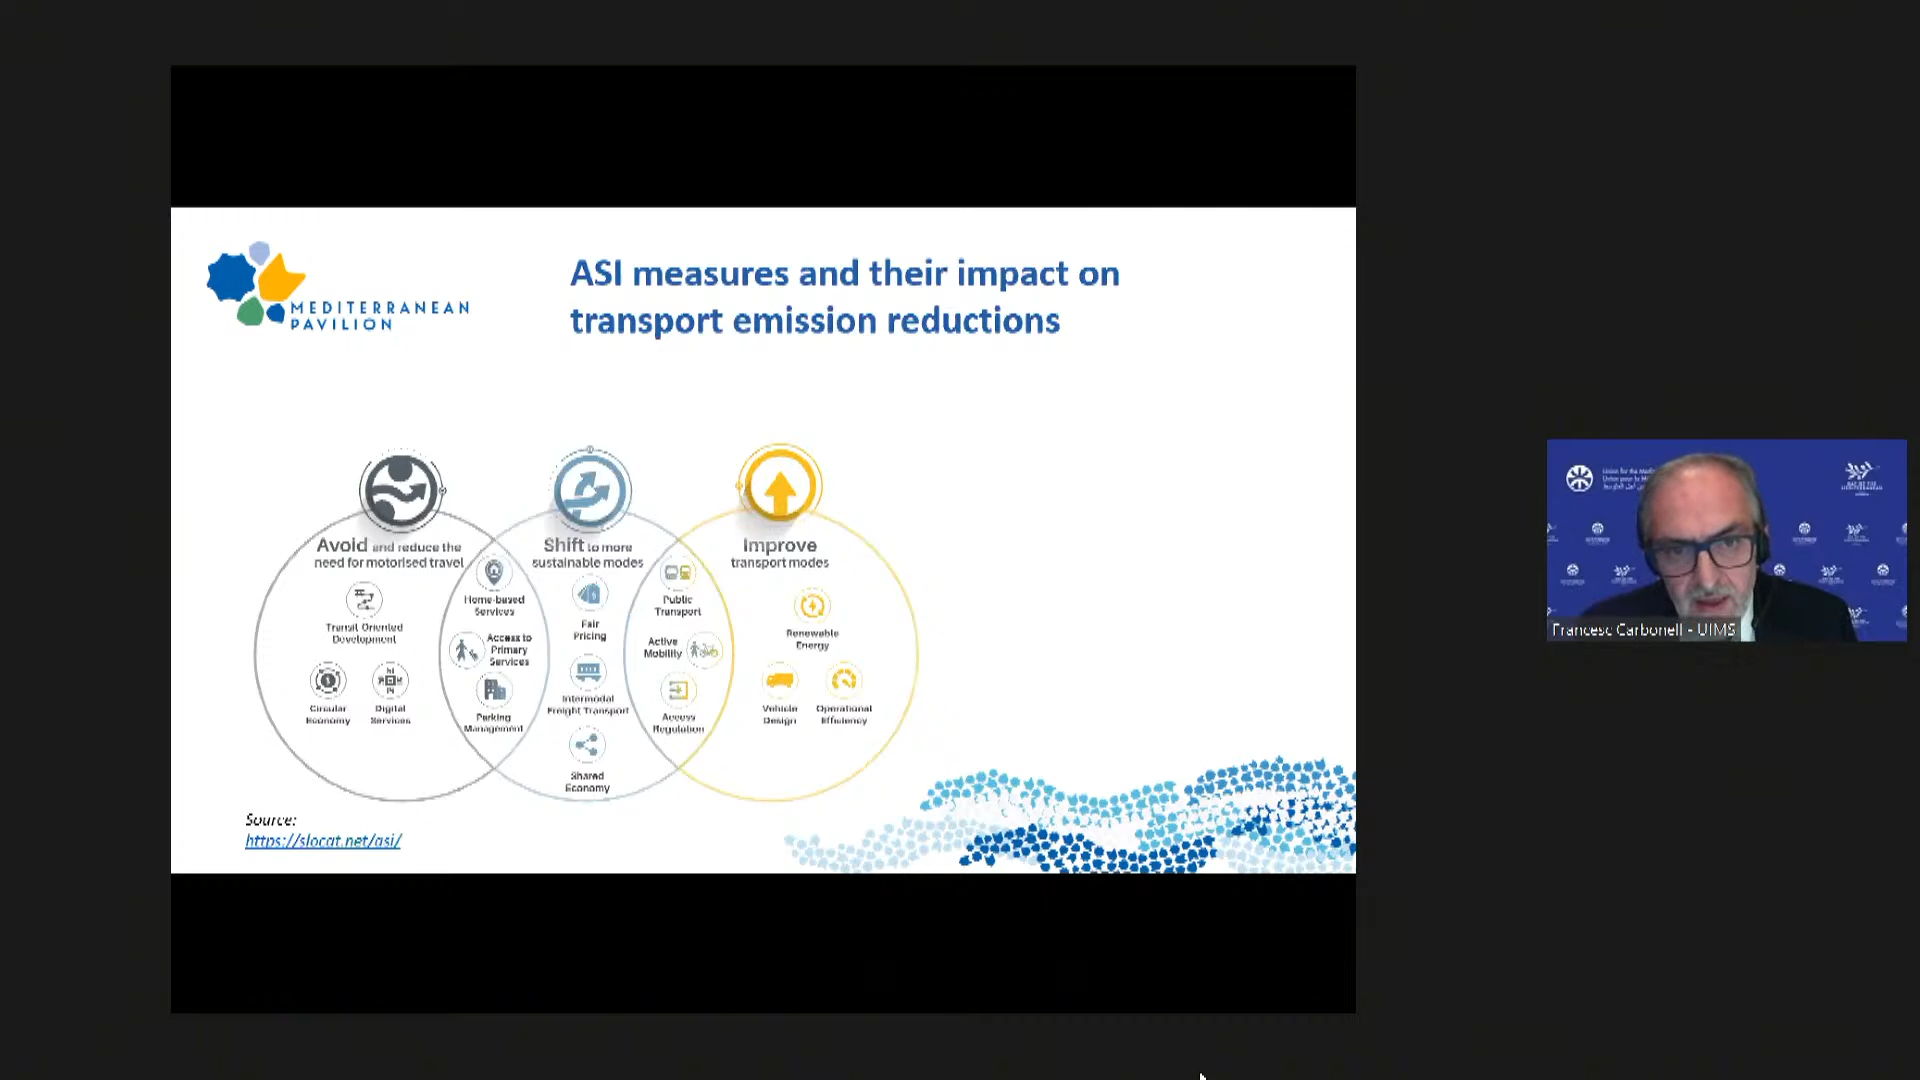 MEDITERRANEAN
PAVILION
ASI measures and their impact on
transport emission reductions
Avoid and reduce the
need for motorised travel
Transit Oriented
Development
Circular
Economy
Digital
Services
Home-based
Services
Access to
Primary
Services
Parking
Management
Shift to more
sustainable modes
Fair
Pricing
Intermodal
Freight Transport
Shared
Economy
Public
Transport
Active
Mobility
Access
Regulation
Improve
transport modes
Renewable
Energy
Vehicle
Design
Operational
Efficiency
Source:
https://slocat.net/asi/
Francesc Carbonell - UfMS